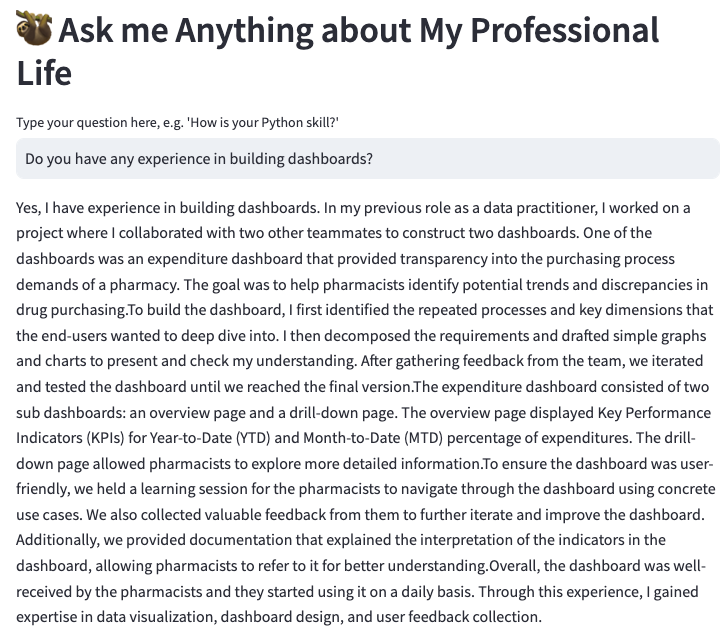 Ask me Anything about My Professional
Life
Type your question here, e.g. 'How is your Python skill?'
Do you have any experience in building dashboards?
Yes, I have experience in building dashboards. In my previous role as a data practitioner, I worked on a
project where I collaborated with two other teammates to construct two dashboards. One of the
dashboards was an expenditure dashboard that provided transparency into the purchasing process
demands of a pharmacy. The goal was to help pharmacists identify potential trends and discrepancies in
drug purchasing.To build the dashboard, I first identified the repeated processes and key dimensions that
the end-users wanted to deep dive into. I then decomposed the requirements and drafted simple graphs
and charts to present and check my understanding. After gathering feedback from the team, we iterated
and tested the dashboard until we reached the final version.The expenditure dashboard consisted of two
sub dashboards: an overview page and a drill-down page. The overview page displayed Key Performance
Indicators (KPIs) for Year-to-Date (YTD) and Month-to-Date (MTD) percentage of expenditures. The drill-
down page allowed pharmacists to explore more detailed information.To ensure the dashboard was user-
friendly, we held a learning session for the pharmacists to navigate through the dashboard using concrete
use cases. We also collected valuable feedback from them to further iterate and improve the dashboard.
Additionally, we provided documentation that explained the interpretation of the indicators in the
dashboard, allowing pharmacists to refer to it for better understanding.Overall, the dashboard was well-
received by the pharmacists and they started using it on a daily basis. Through this experience, I gained
expertise in data visualization, dashboard design, and user feedback collection.